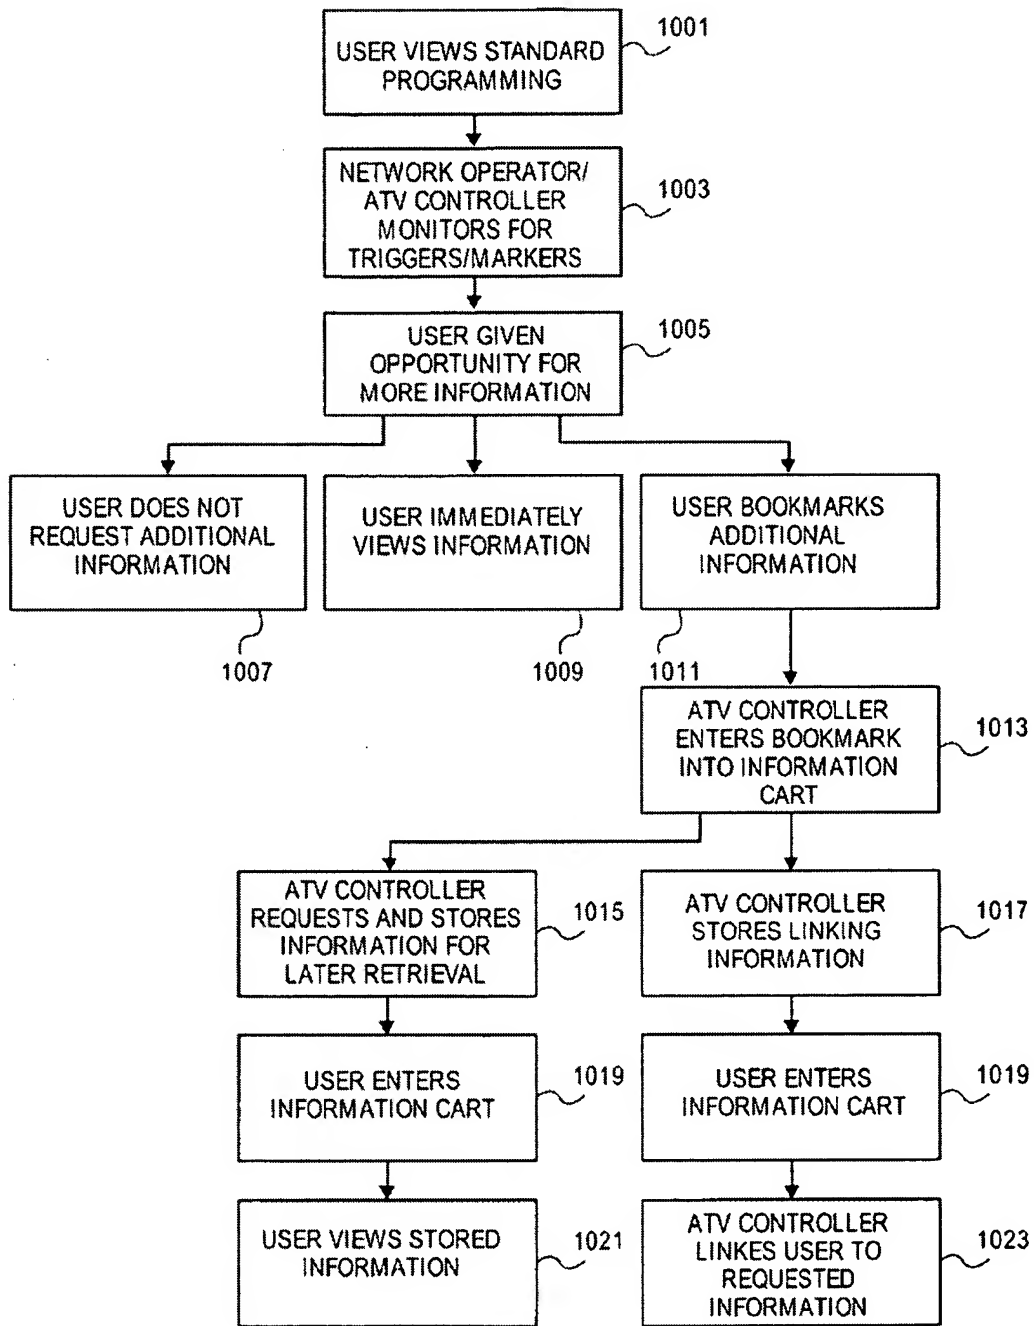 USER VIEWS STANDARD
PROGRAMMING
1001
NETWORK OPERATOR/
ATV CONTROLLER
MONITORS FOR
TRIGGERS/MARKERS
1003
USER GIVEN
OPPORTUNITY FOR
MORE INFORMATION
1005
USER DOES NOT
REQUEST ADDITIONAL
INFORMATION
1007
USER IMMEDIATELY
VIEWS INFORMATION
1009
USER BOOKMARKS
ADDITIONAL
INFORMATION
1011
ATV CONTROLLER
ENTERS BOOKMARK
INTO INFORMATION
CART
1013
ATV CONTROLLER
REQUESTS AND STORES
INFORMATION FOR
LATER RETRIEVAL
1015
ATV CONTROLLER
STORES LINKING
INFORMATION
1017
USER ENTERS
INFORMATION CART
1019
USER ENTERS
INFORMATION CART
1019
USER VIEWS STORED
INFORMATION
1021
ATV CONTROLLER
LINKES USER TO
REQUESTED
INFORMATION
1023